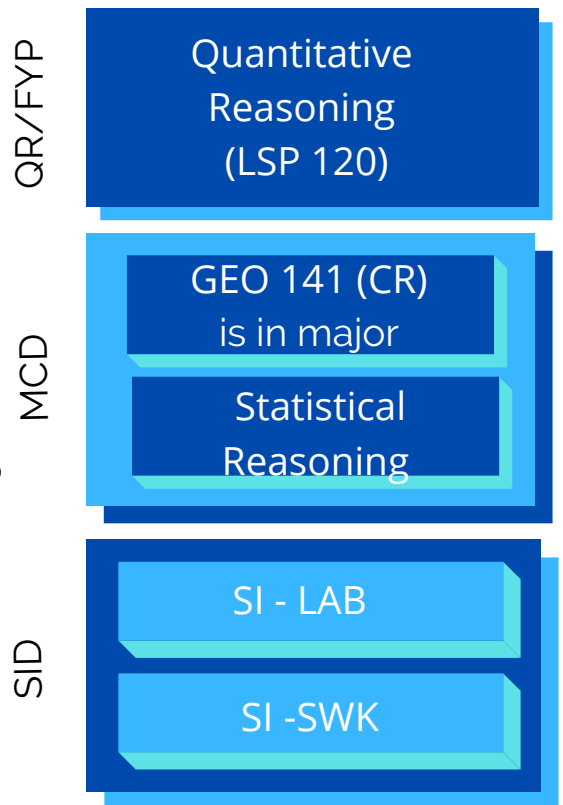 QR/FYP
Quantitative
Reasoning
(LSP 120)
MCD
GEO 141 (CR)
is in major
Statistical
Reasoning
SID
SI - LAB
SI -SWK